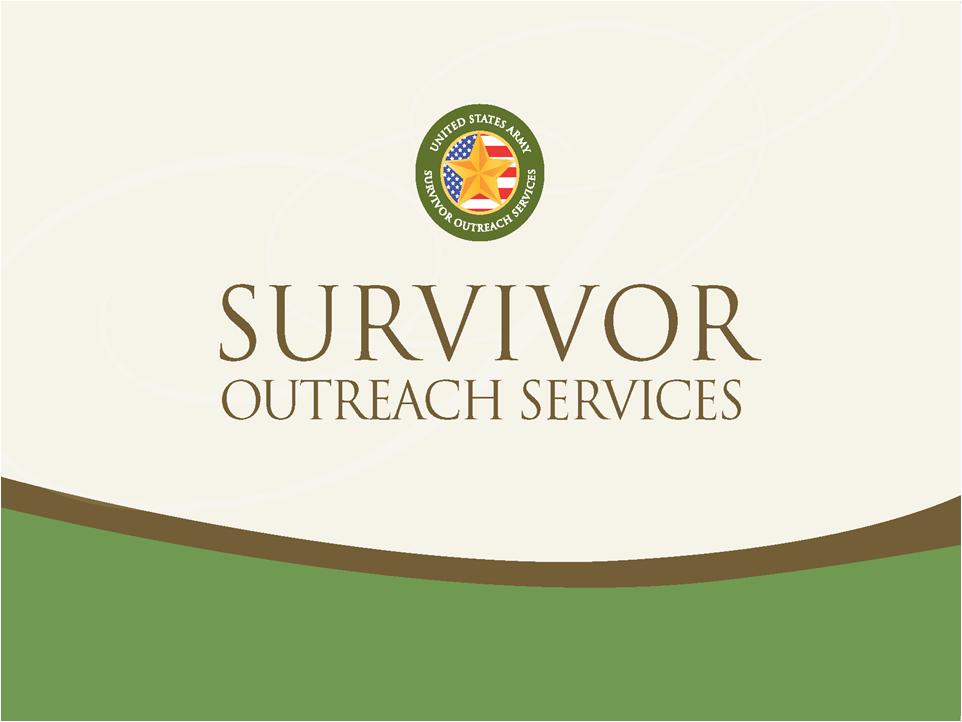 UNITED STATES ARMY
SURVIVOR OUTREACH SERVICES
SURVIVOR
OUTREACH SERVICES